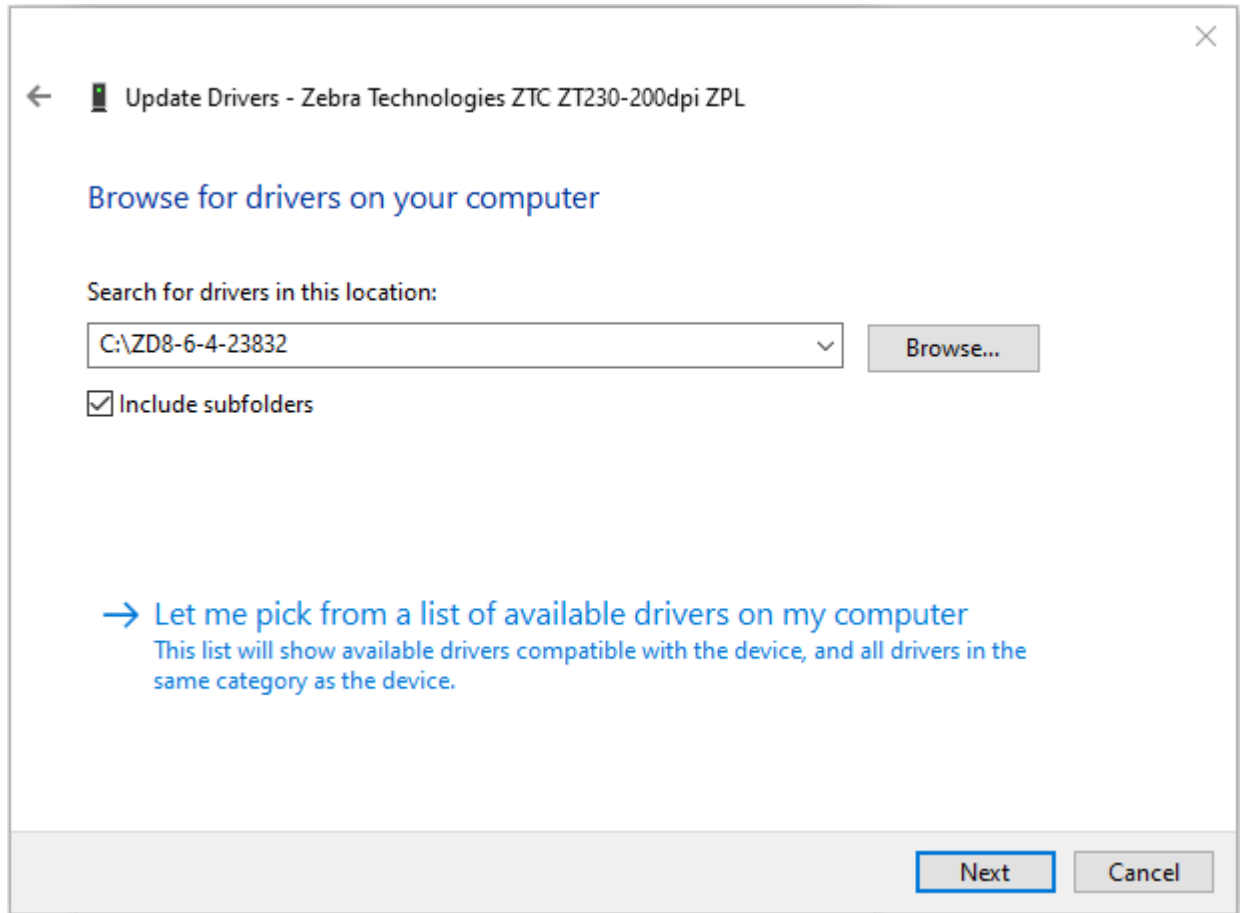 Update Drivers - Zebra Technologies ZTC ZT230-200dpi ZPL
Browse for drivers on your computer
Search for drivers in this location:
C:\ZD8-6-4-23832
Browse...
Include subfolders
Let me pick from a list of available drivers on my computer
This list will show available drivers compatible with the device, and all drivers in the
same category as the device.
Next
Cancel